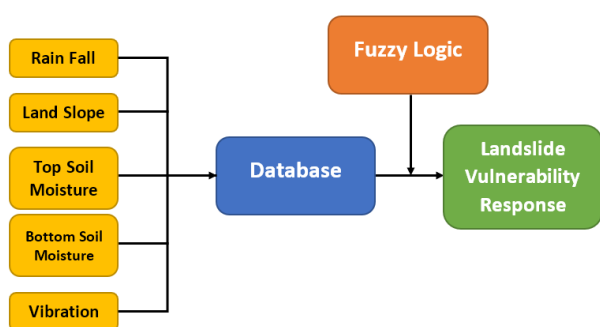 Rain Fall
Land Slope
Top Soil
Moisture
Bottom Soil
Moisture
Vibration
Database
Fuzzy Logic
Landslide
Vulnerability
Response